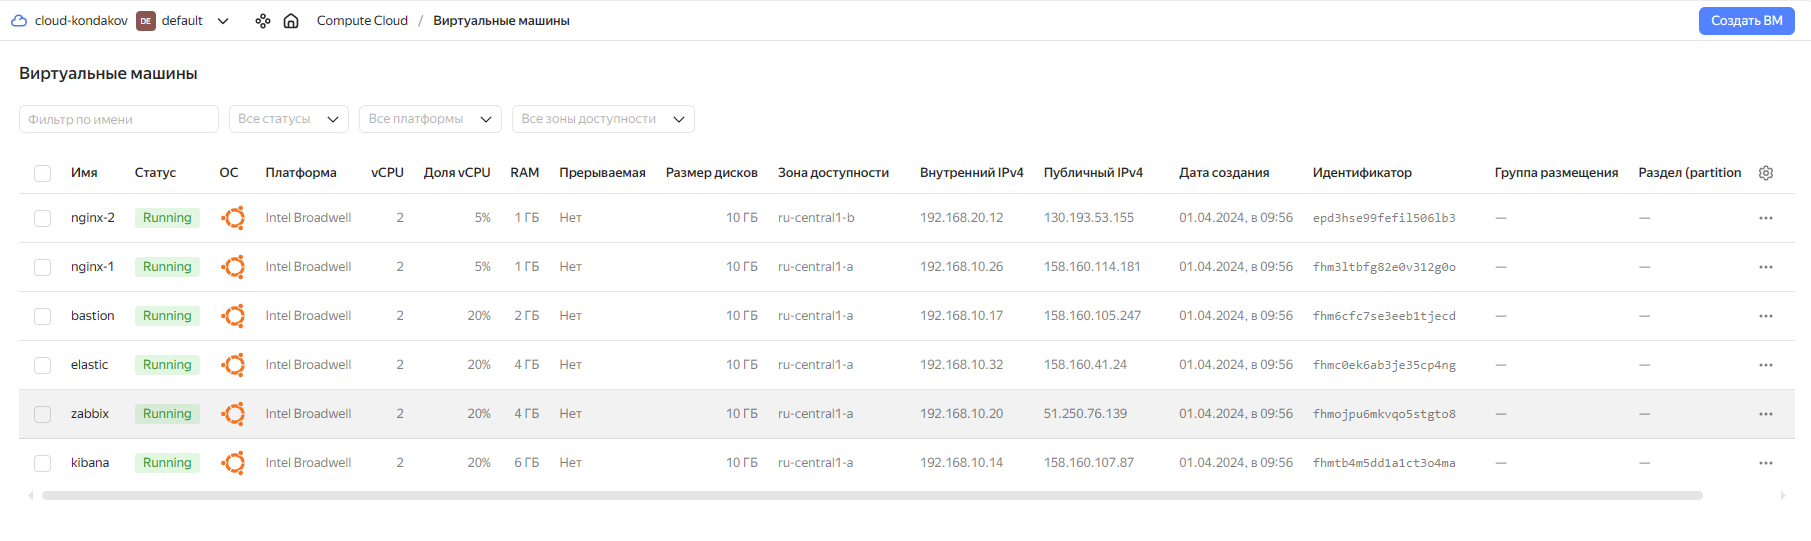 cloud-kondakov DE default Compute Cloud / Виртуальные машины Создать ВМ
Виртуальные машины
Фильтр по имени Все статусы Все платформы Все зоны доступности
Имя Статус ОС Платформа vCPU Доля vCPU RAM Прерываемая Размер дисков Зона доступности Внутренний IPv4 Публичный IPv4 Дата создания Идентификатор Группа размещения Раздел (partition
nginx-2 Running Intel Broadwell 2 5% 1 ГБ Нет 10 ГБ ru-central1-b 192.168.20.12 130.193.53.155 01.04.2024, в 09:56 epd3hse99fefil506lb3 — —
nginx-1 Running Intel Broadwell 2 5% 1 ГБ Нет 10 ГБ ru-central1-a 192.168.10.26 158.160.114.181 01.04.2024, в 09:56 fhm3ltbfg82e0v312g0o — —
bastion Running Intel Broadwell 2 20% 2 ГБ Нет 10 ГБ ru-central1-a 192.168.10.17 158.160.105.247 01.04.2024, в 09:56 fhm6cfc7se3eeb1tjecd — —
elastic Running Intel Broadwell 2 20% 4 ГБ Нет 10 ГБ ru-central1-a 192.168.10.32 158.160.41.24 01.04.2024, в 09:56 fhmc0ek6ab3je35cp4ng — —
zabbix Running Intel Broadwell 2 20% 4 ГБ Нет 10 ГБ ru-central1-a 192.168.10.20 51.250.76.139 01.04.2024, в 09:56 fhmojpu6mkvqo5stgto8 — —
kibana Running Intel Broadwell 2 20% 6 ГБ Нет 10 ГБ ru-central1-a 192.168.10.14 158.160.107.87 01.04.2024, в 09:56 fhmtb4m5dd1a1ct3o4ma — —